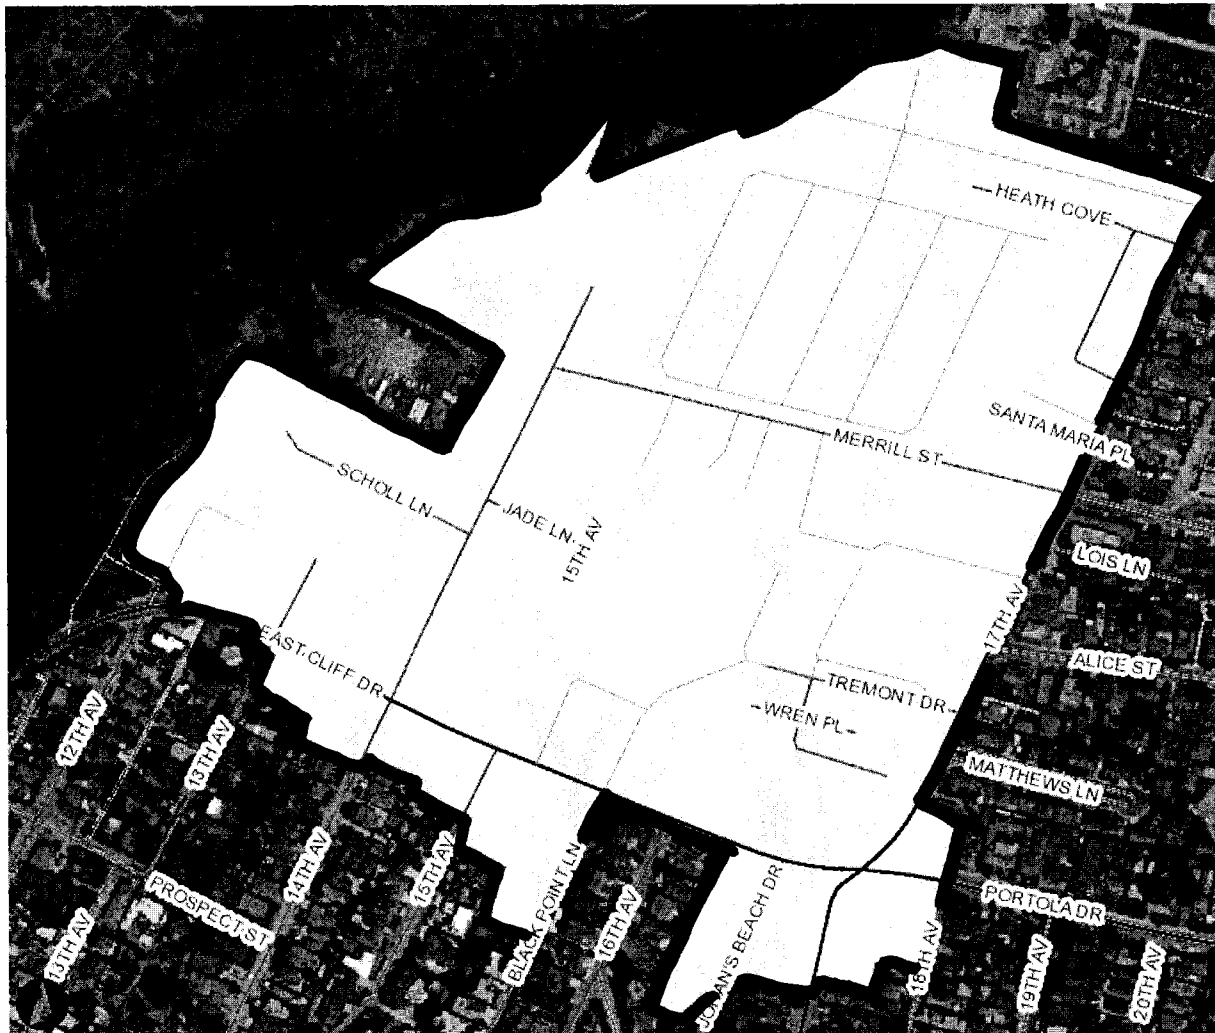 HEATH COVE
SANTA MARIA PL
MERRILL ST
SCHOLL LN
JADE LN
15TH AV
LOIS LN
17TH AV
ALICE ST
EAST CLIFF DR
TREMONT DR
WREN PL
12TH AV
13TH AV
MATTHEWS LN
14TH AV
15TH AV
PROSPECT ST
BLACK POINT LN
JOHAN'S BEACH DR
PORTOLA DR
13TH AV
16TH AV
18TH AV
19TH AV
20TH AV